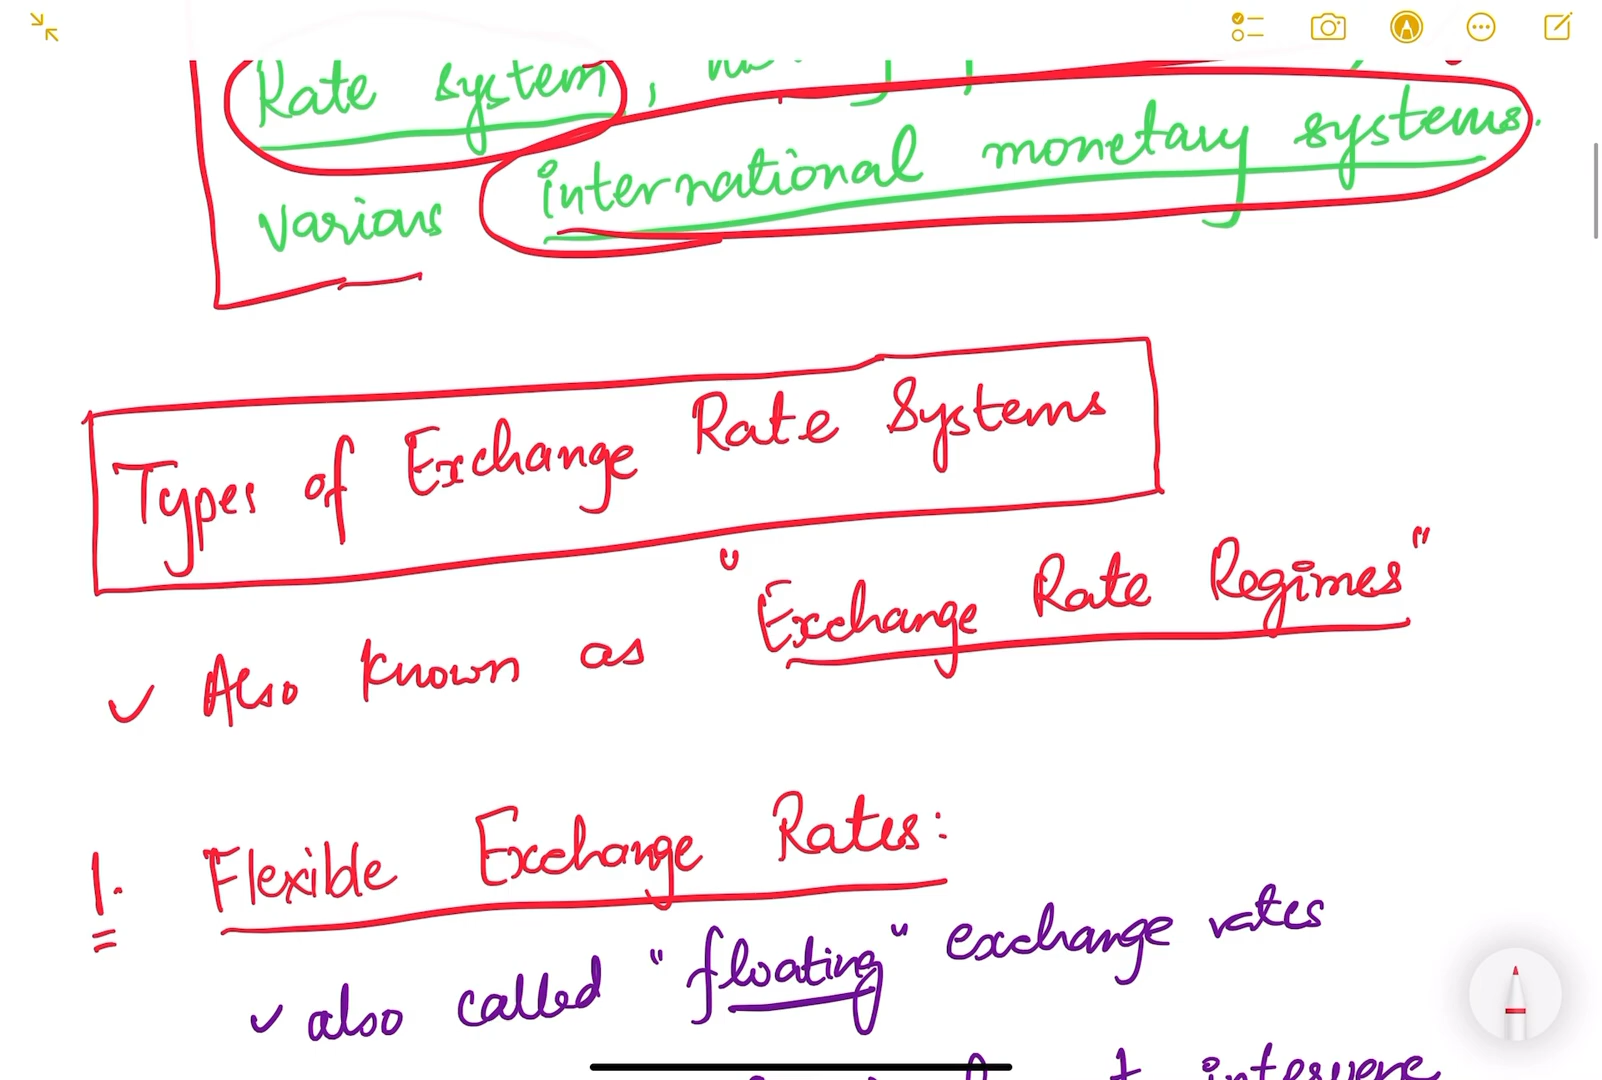 Rate system,
various international monetary systems.
Types of Exchange Rate Systems
✓ Also known as "Exchange Rate Regimes"
1. Flexible Exchange Rates:
✓ also called "floating" exchange rates
intervene